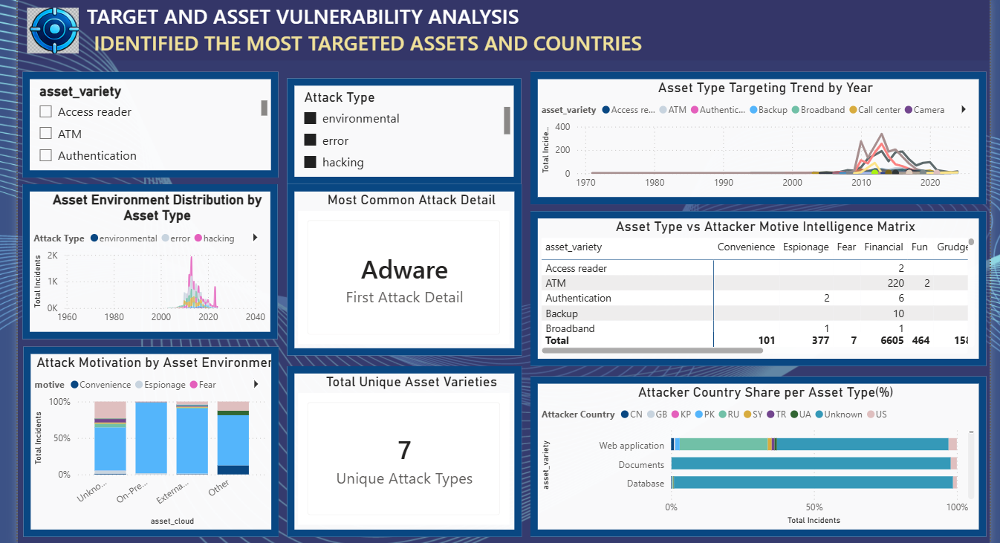 TARGET AND ASSET VULNERABILITY ANALYSIS
IDENTIFIED THE MOST TARGETED ASSETS AND COUNTRIES
asset_variety
Access reader
ATM
Authentication
Attack Type
environmental
error
hacking
Asset Type Targeting Trend by Year
asset_variety Access re... ATM Authentic... Backup Broadband Call center Camera
Total Incide...
400
200
0
1970 1980 1990 2000 2010 2020
Asset Environment Distribution by
Asset Type
Attack Type environmental error hacking
Total Incidents
2K
1K
0K
1960 1980 2000 2020 2040
Most Common Attack Detail
Adware
First Attack Detail
Asset Type vs Attacker Motive Intelligence Matrix
asset_variety Convenience Espionage Fear Financial Fun Grudge
Access reader 2
ATM 220 2
Authentication 2 6
Backup 10
Broadband 1 1
Total 101 377 7 6605 464 158
Attack Motivation by Asset Environmen
motive Convenience Espionage Fear
Total Incidents
100%
50%
0%
Unkno... On-Pre... Externa... Other
asset_cloud
Total Unique Asset Varieties
7
Unique Attack Types
Attacker Country Share per Asset Type(%)
Attacker Country CN GB KP PK RU SY TR UA Unknown US
asset_variety
Web application
Documents
Database
0% 50% 100%
Total Incidents